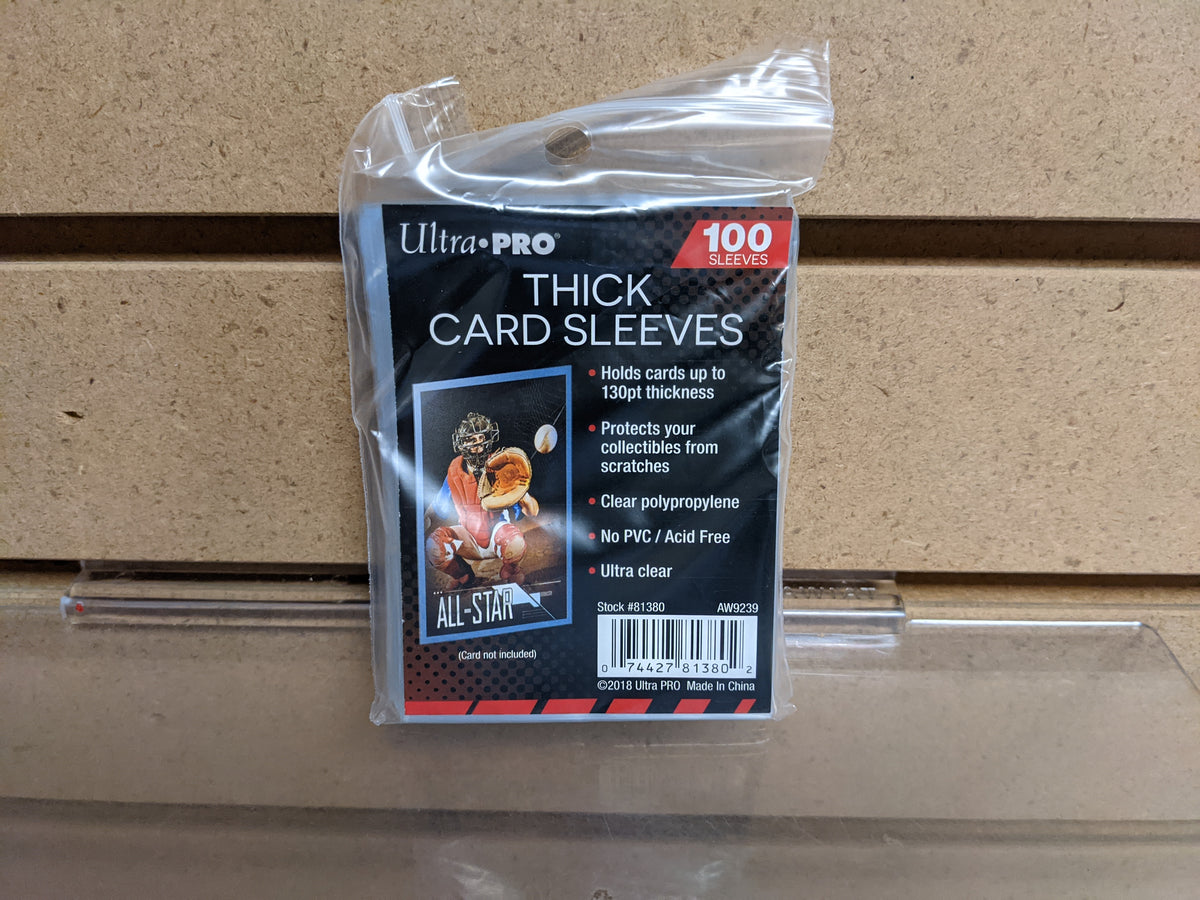 Ultra•PRO®
100
SLEEVES
THICK
CARD SLEEVES
• Holds cards up to
130pt thickness
• Protects your
collectibles from
scratches
• Clear polypropylene
• No PVC / Acid Free
• Ultra clear
ALL-STAR
(Card not included)
Stock #81380 AW9239
0 74427 81380 2
©2018 Ultra PRO Made In China